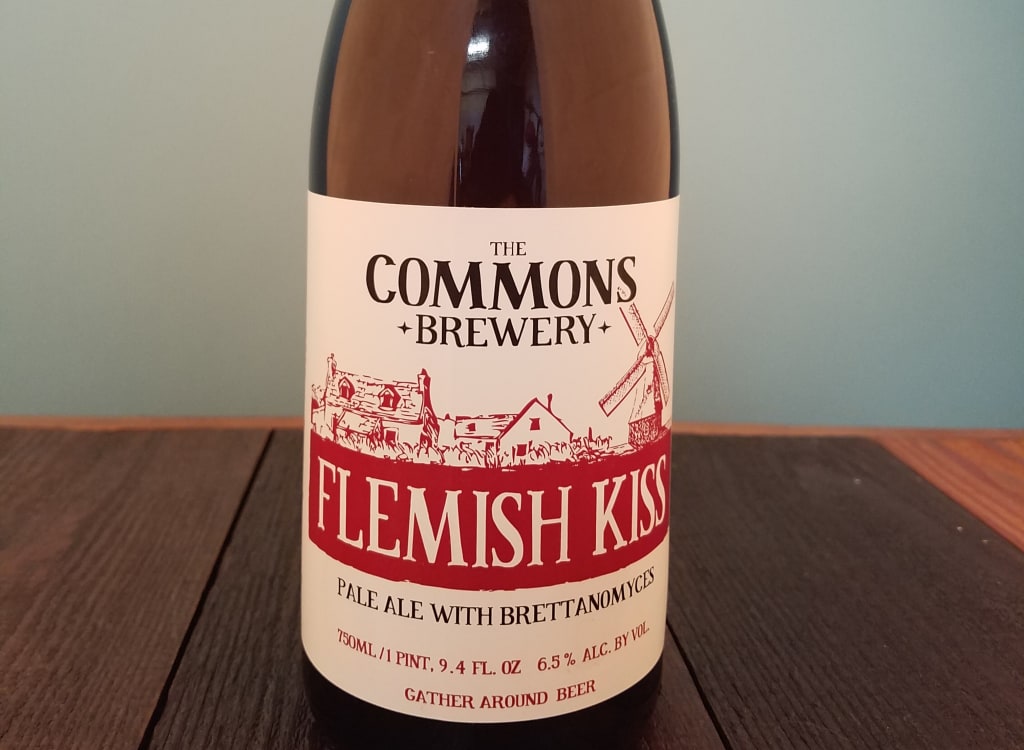 THE
COMMONS
BREWERY
FLEMISH KISS
PALE ALE WITH BRETTANOMYCES
750ML / 1 PINT, 9.4 FL. OZ 6.5% ALC. BY VOL.
GATHER AROUND BEER